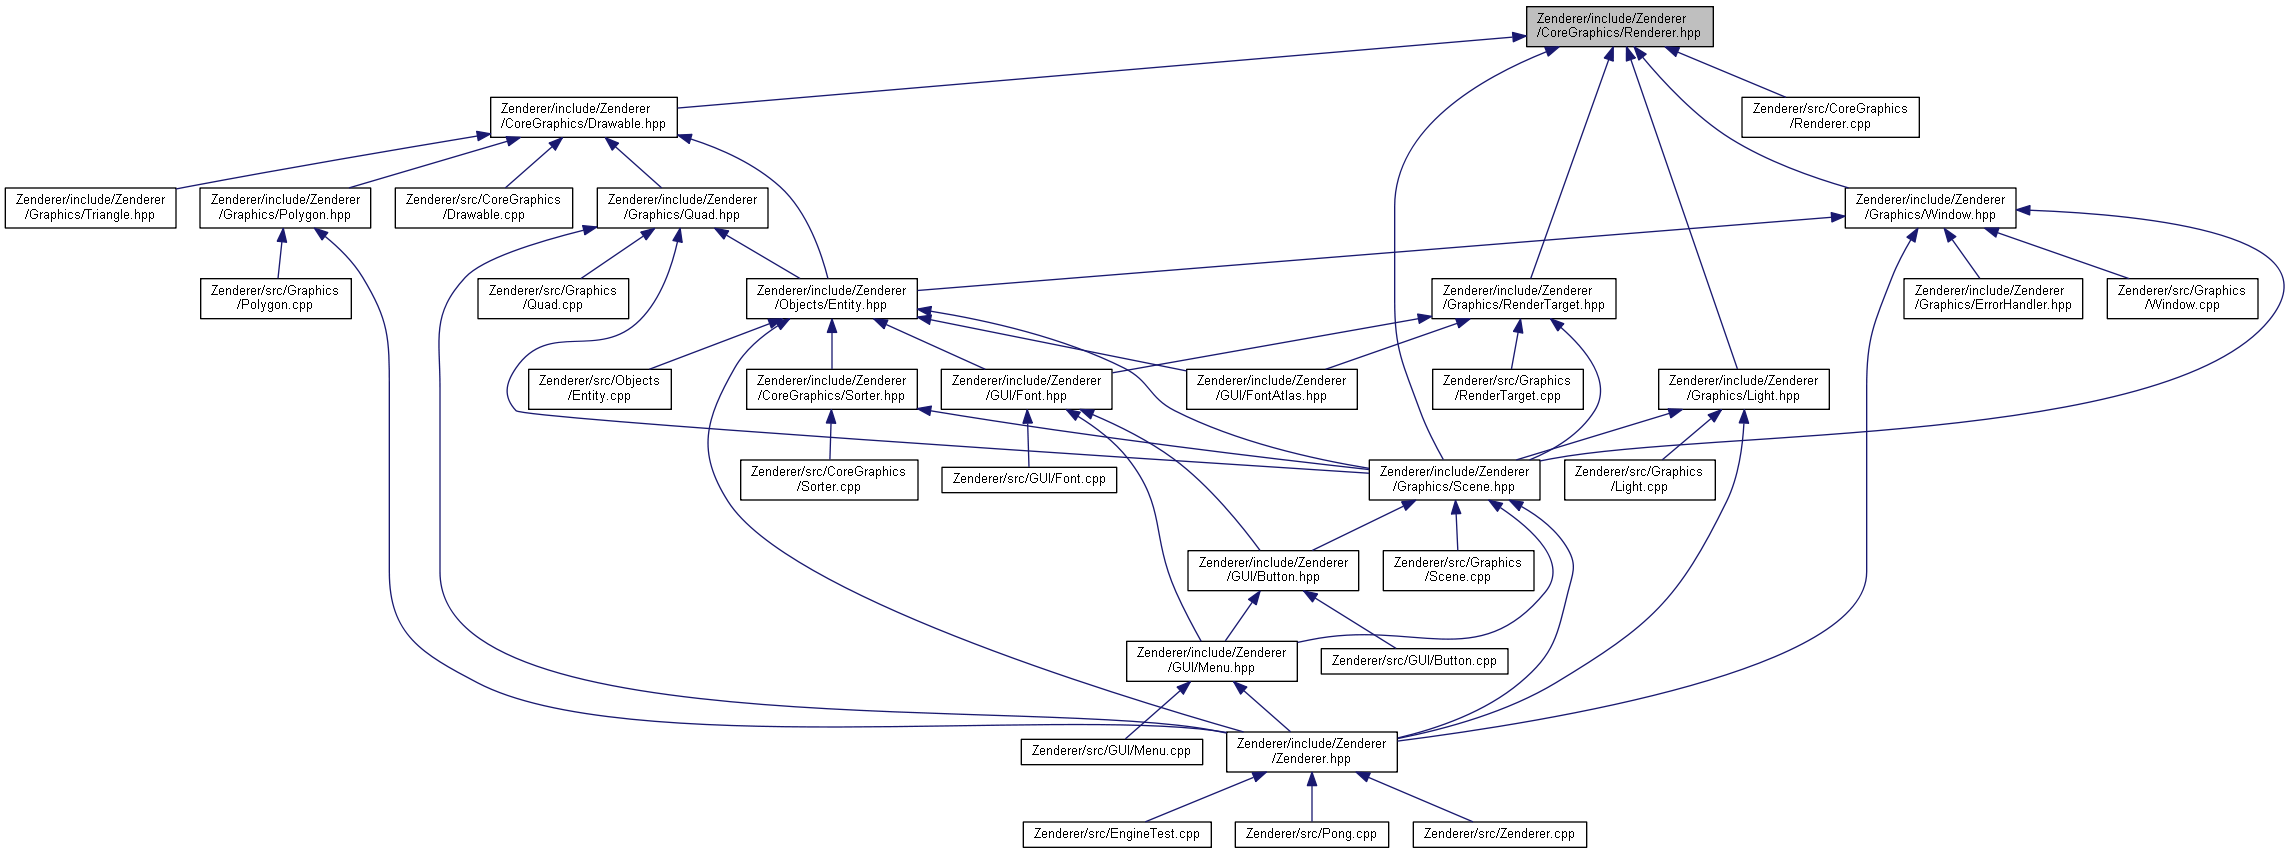 Zenderer/include/Zenderer
/CoreGraphics/Renderer.hpp
Zenderer/include/Zenderer
/CoreGraphics/Drawable.hpp
Zenderer/src/CoreGraphics
/Renderer.cpp
Zenderer/include/Zenderer
/Graphics/Triangle.hpp
Zenderer/include/Zenderer
/Graphics/Polygon.hpp
Zenderer/src/CoreGraphics
/Drawable.cpp
Zenderer/include/Zenderer
/Graphics/Quad.hpp
Zenderer/include/Zenderer
/Graphics/Window.hpp
Zenderer/src/Graphics
/Polygon.cpp
Zenderer/src/Graphics
/Quad.cpp
Zenderer/include/Zenderer
/Objects/Entity.hpp
Zenderer/include/Zenderer
/Graphics/RenderTarget.hpp
Zenderer/include/Zenderer
/Graphics/ErrorHandler.hpp
Zenderer/src/Graphics
/Window.cpp
Zenderer/src/Objects
/Entity.cpp
Zenderer/include/Zenderer
/CoreGraphics/Sorter.hpp
Zenderer/include/Zenderer
/GUI/Font.hpp
Zenderer/include/Zenderer
/GUI/FontAtlas.hpp
Zenderer/src/Graphics
/RenderTarget.cpp
Zenderer/include/Zenderer
/Graphics/Light.hpp
Zenderer/src/CoreGraphics
/Sorter.cpp
Zenderer/src/GUI/Font.cpp
Zenderer/include/Zenderer
/Graphics/Scene.hpp
Zenderer/src/Graphics
/Light.cpp
Zenderer/include/Zenderer
/GUI/Button.hpp
Zenderer/src/Graphics
/Scene.cpp
Zenderer/include/Zenderer
/GUI/Menu.hpp
Zenderer/src/GUI/Button.cpp
Zenderer/src/GUI/Menu.cpp
Zenderer/include/Zenderer
/Zenderer.hpp
Zenderer/src/EngineTest.cpp
Zenderer/src/Pong.cpp
Zenderer/src/Zenderer.cpp